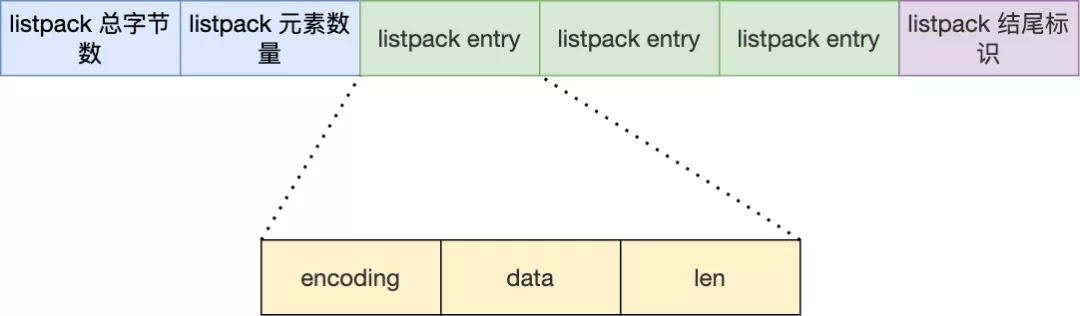 listpack 总字节
数
listpack 元素数
量
listpack entry
listpack entry
listpack entry
listpack 结尾标
识
encoding
data
len